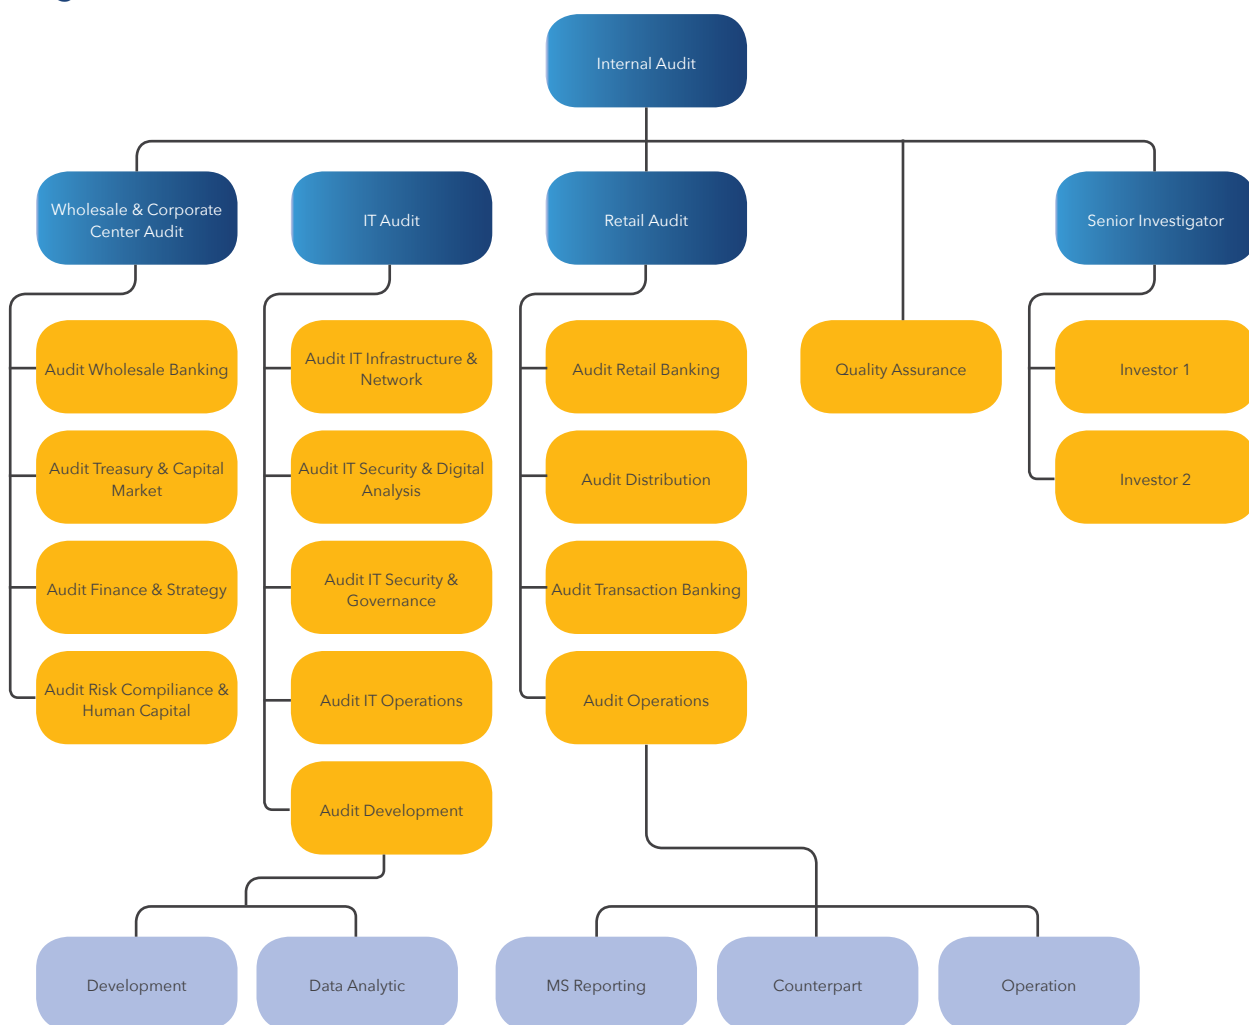 Internal Audit
Wholesale & Corporate
Center Audit
IT Audit
Retail Audit
Senior Investigator
Audit Wholesale Banking
Audit IT Infrastructure &
Network
Audit Retail Banking
Quality Assurance
Investor 1
Audit Treasury & Capital
Market
Audit IT Security & Digital
Analysis
Audit Distribution
Investor 2
Audit Finance & Strategy
Audit IT Security &
Governance
Audit Transaction Banking
Audit Risk Compiliance &
Human Capital
Audit IT Operations
Audit Operations
Audit Development
Development
Data Analytic
MS Reporting
Counterpart
Operation